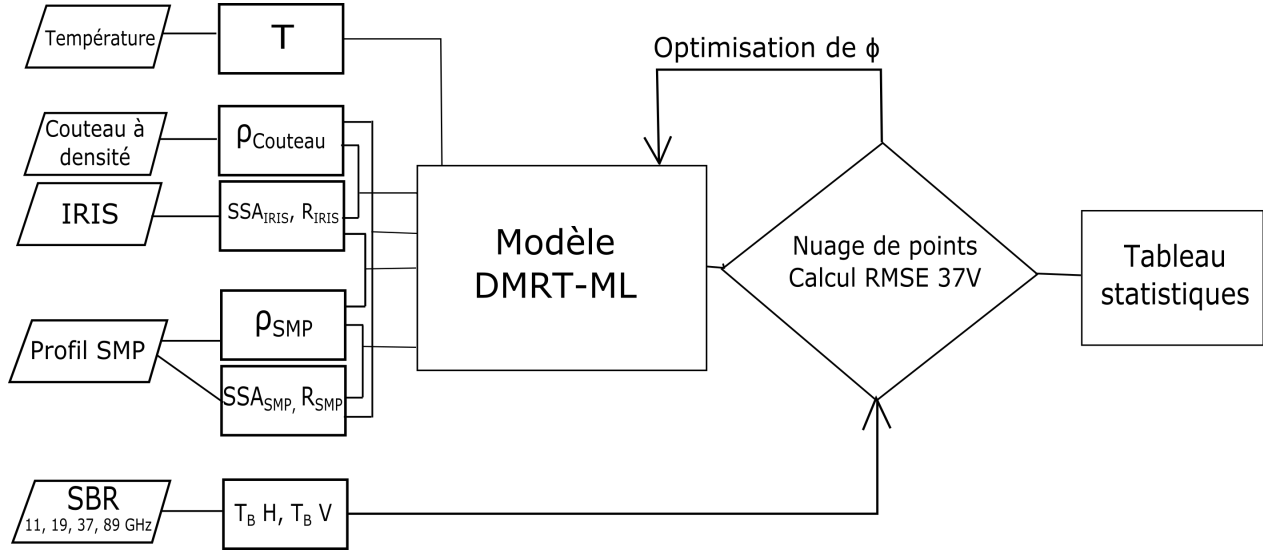 Température
T
Optimisation de ϕ
Couteau à
densité
ρCouteau
IRIS
SSAIRIS, RIRIS
Modèle
DMRT-ML
Nuage de points
Calcul RMSE 37V
Tableau
statistiques
Profil SMP
ρSMP
SSASMP, RSMP
SBR
11, 19, 37, 89 GHz
TB H, TB V